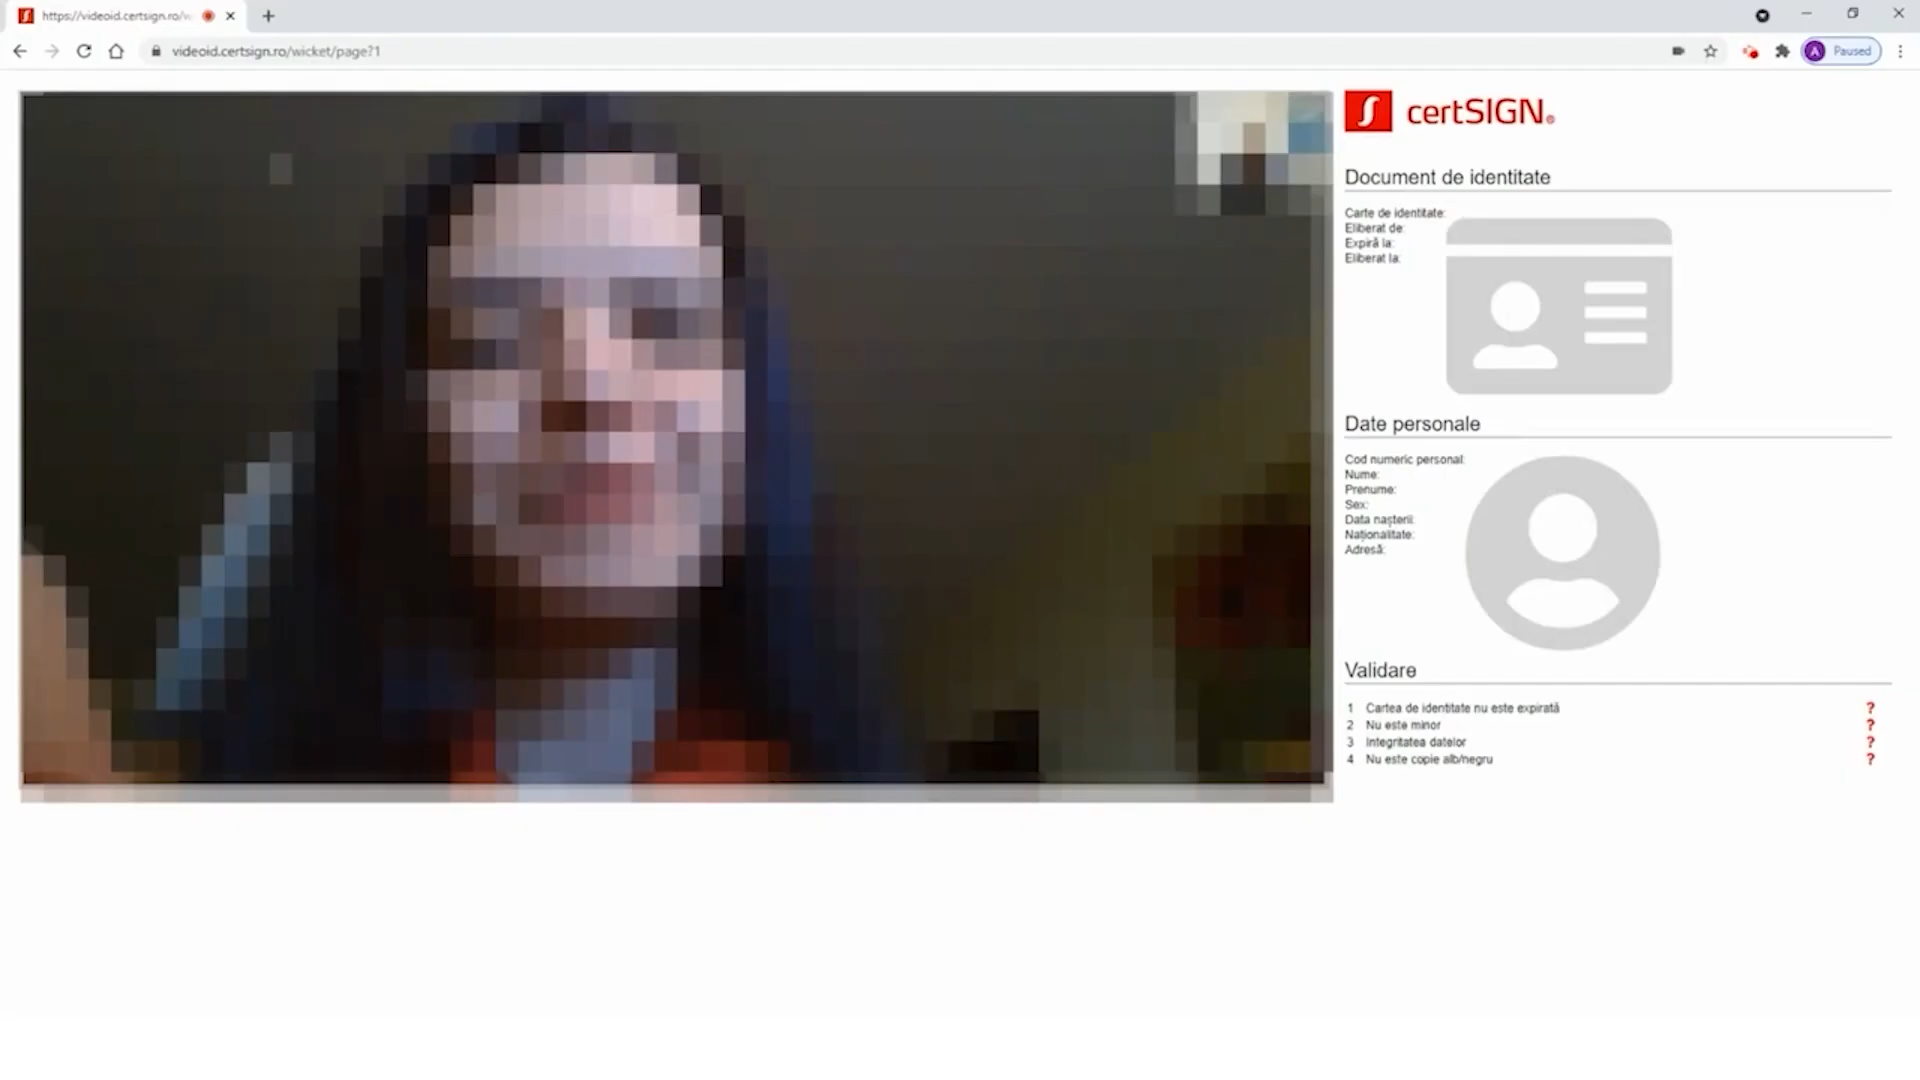 https://videoid.certsign.ro/w
videoid.certsign.ro/wicket/page?1
A Paused
certSIGN®
Document de identitate
Carte de identitate:
Eliberat de:
Expiră la:
Eliberat la:
Date personale
Cod numeric personal:
Nume:
Prenume:
Sex:
Data nașterii:
Naționalitate:
Adresă:
Validare
1 Cartea de identitate nu este expirată ?
2 Nu este minor ?
3 Integritatea datelor ?
4 Nu este copie alb/negru ?